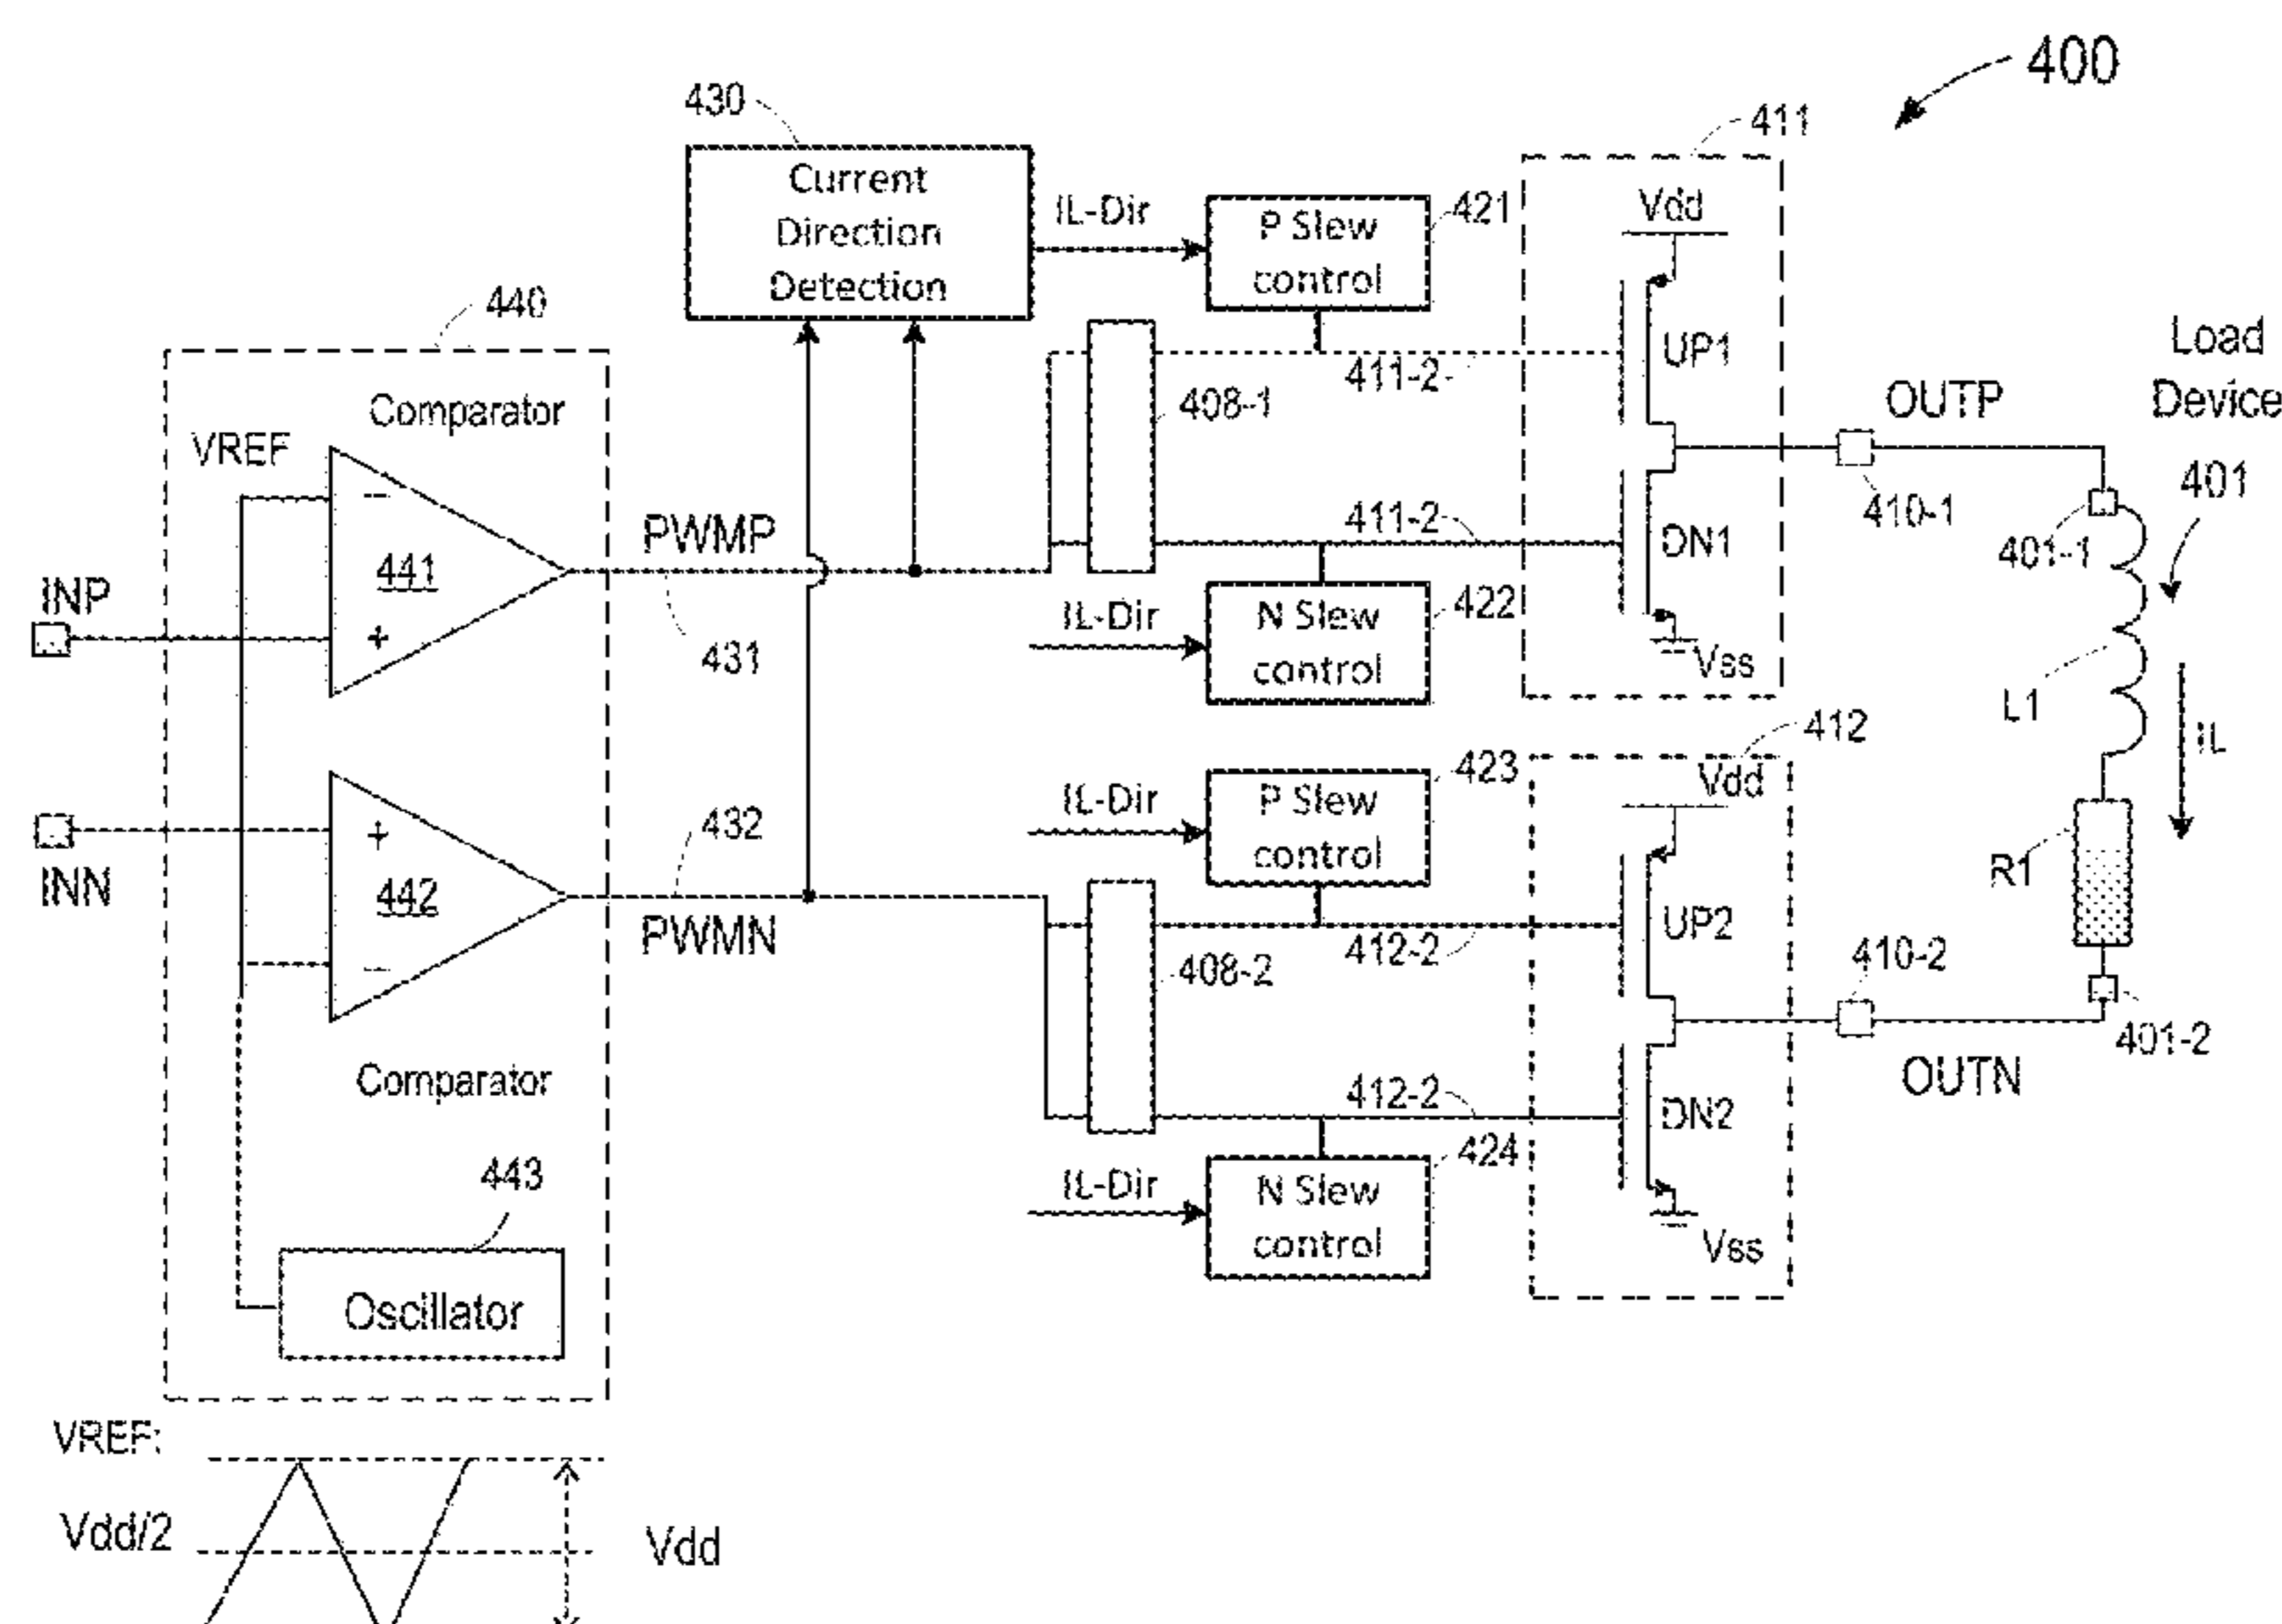 400
430
411
Current
Direction
Detection
IL-Dir
P Slew
control
421
Vdd
440
Load
Device
UP1
411-2
408-1
OUTP
Comparator
VREF
401
411-2
410-1
PWMP
DN1
401-1
441
INP
IL-Dir
N Slew
control
422
431
Vss
L1
412
IL
423
Vdd
IL-Dir
P Slew
control
432
R1
INN
442
UP2
PWMN
412-2
410-2
408-2
401-2
Comparator
OUTN
412-2
DN2
424
443
IL-Dir
N Slew
control
Vss
Oscillator
VREF:
Vdd/2
Vdd